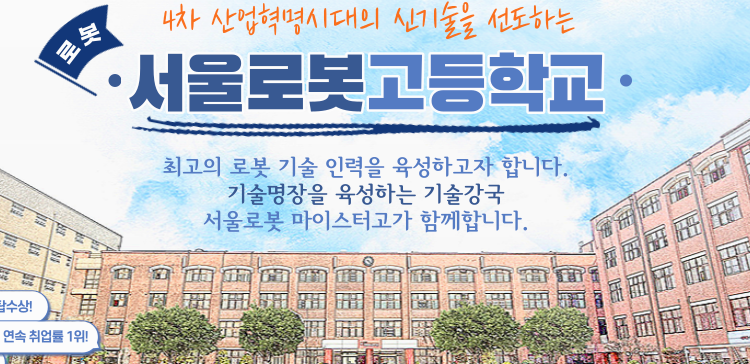 4차 산업혁명시대의 신기술을 선도하는
로봇
서울로봇고등학교
최고의 로봇 기술 인력을 육성하고자 합니다.
기술명장을 육성하는 기술강국
서울로봇 마이스터고가 함께합니다.
탑수상!
연속 취업률 1위!